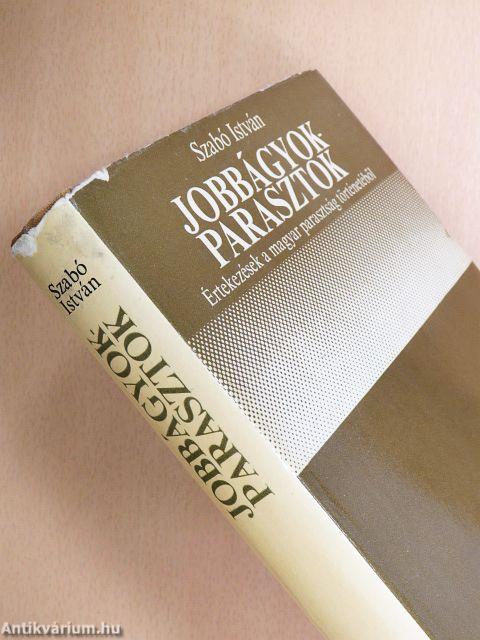 Szabó István
JOBBÁGYOK-
PARASZTOK
Értekezések a magyar parasztság történetéből
Szabó
István
JOBBÁGYOK,
PARASZTOK
Antikvárium.hu